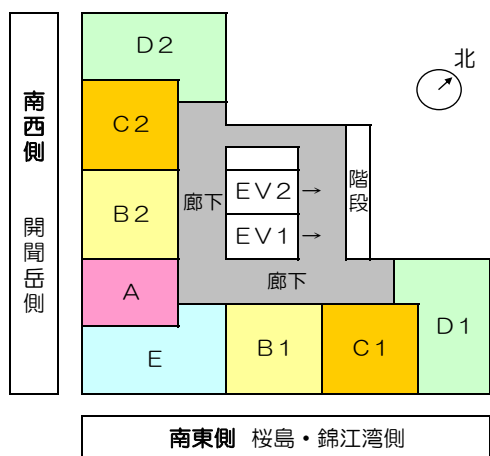 D2
北
南西側 開聞岳側
C2
EV2 →
階段
廊下
B2
EV1 →
A
廊下
D1
E
B1
C1
南東側 桜島・錦江湾側